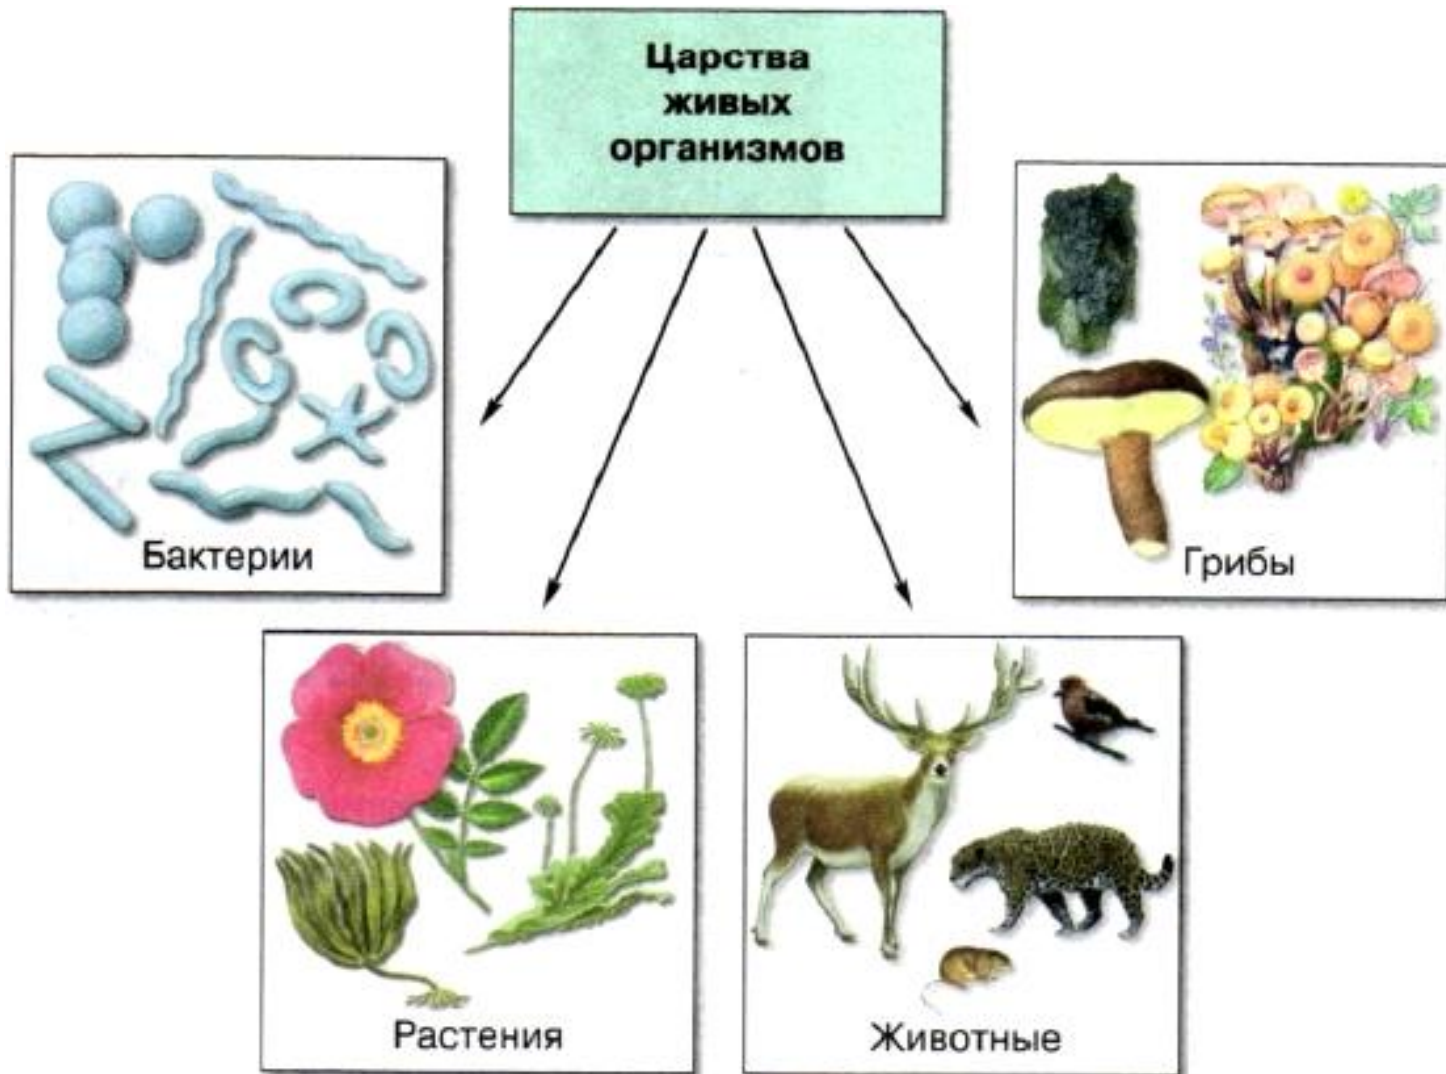 Царства
живых
организмов
Бактерии
Грибы
Растения
Животные